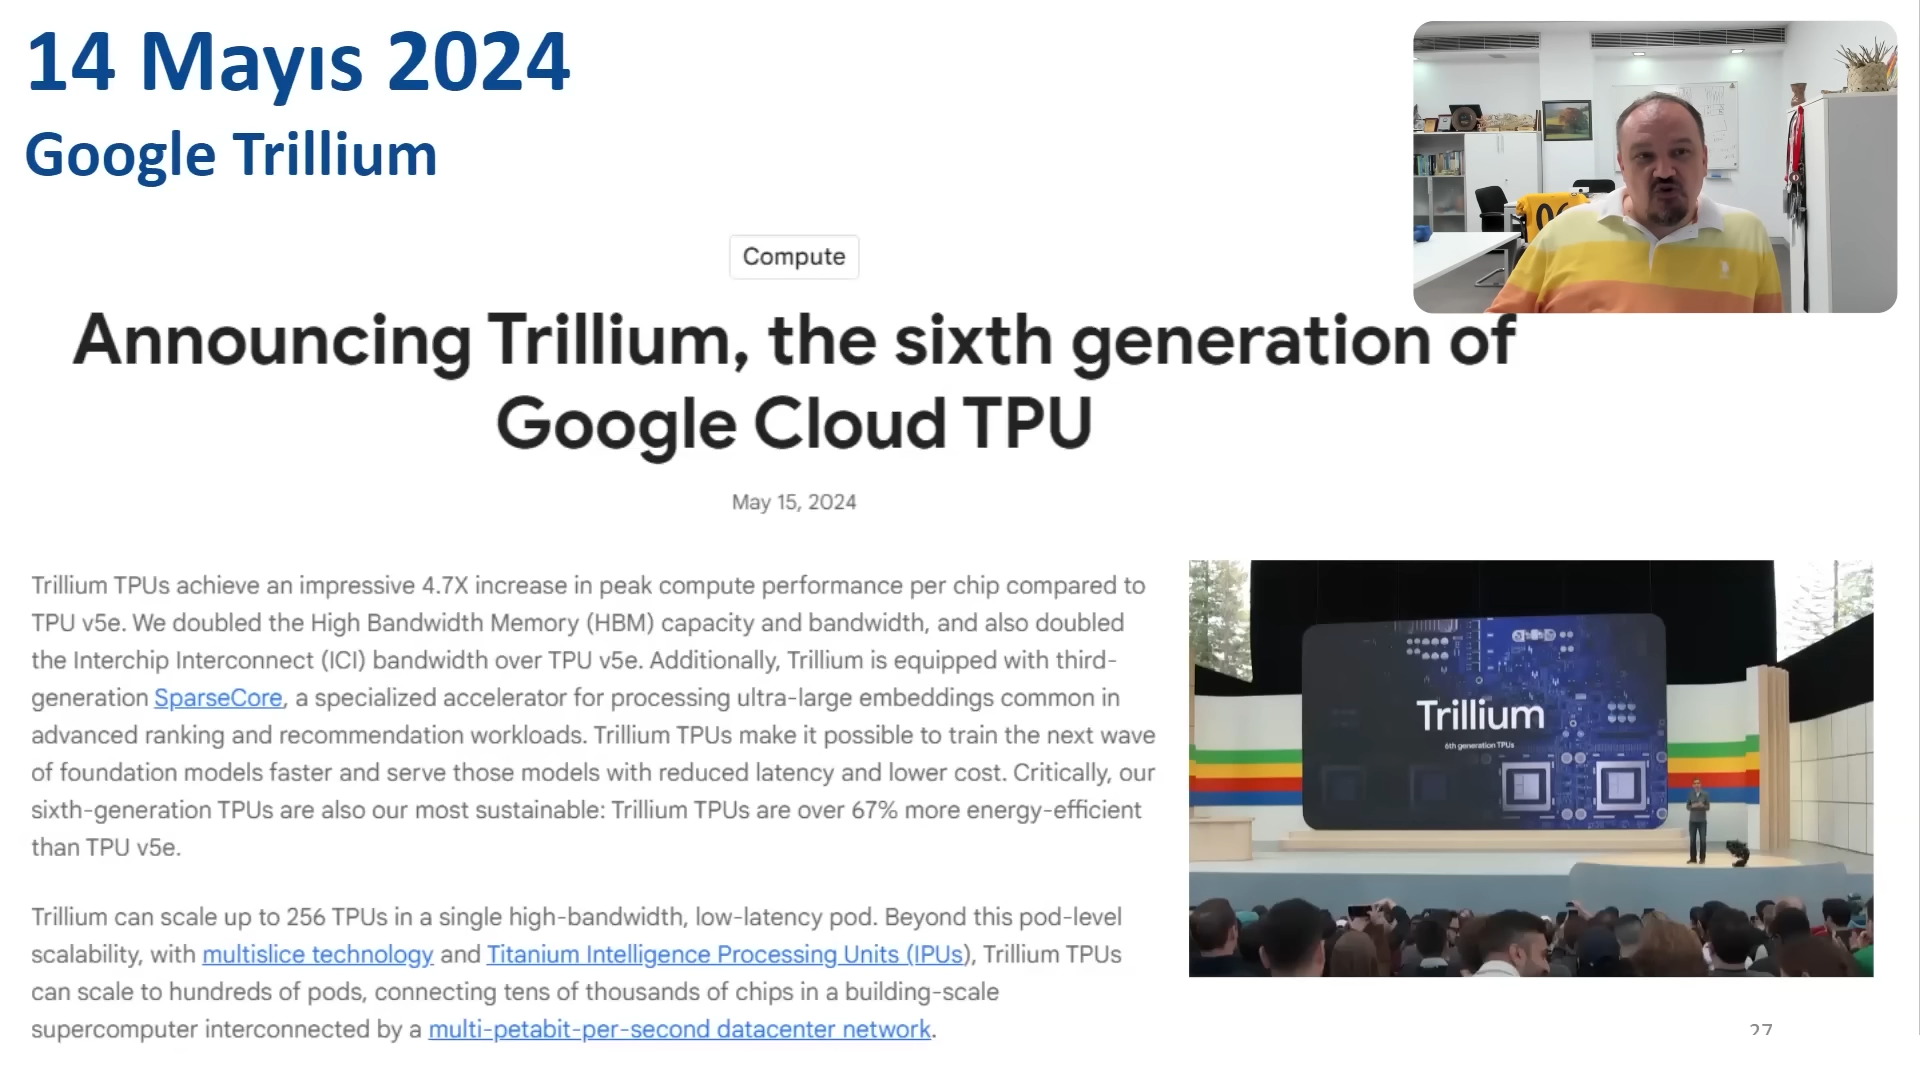 14 Mayıs 2024
Google Trillium
06
Compute
Announcing Trillium, the sixth generation of
Google Cloud TPU
May 15, 2024
Trillium TPUs achieve an impressive 4.7X increase in peak compute performance per chip compared to
TPU v5e. We doubled the High Bandwidth Memory (HBM) capacity and bandwidth, and also doubled
the Interchip Interconnect (ICI) bandwidth over TPU v5e. Additionally, Trillium is equipped with third-
generation SparseCore, a specialized accelerator for processing ultra-large embeddings common in
advanced ranking and recommendation workloads. Trillium TPUs make it possible to train the next wave
of foundation models faster and serve those models with reduced latency and lower cost. Critically, our
sixth-generation TPUs are also our most sustainable: Trillium TPUs are over 67% more energy-efficient
than TPU v5e.
Trillium can scale up to 256 TPUs in a single high-bandwidth, low-latency pod. Beyond this pod-level
scalability, with multislice technology and Titanium Intelligence Processing Units (IPUs), Trillium TPUs
can scale to hundreds of pods, connecting tens of thousands of chips in a building-scale
supercomputer interconnected by a multi-petabit-per-second datacenter network.
Trillium
6th generation TPUs
27